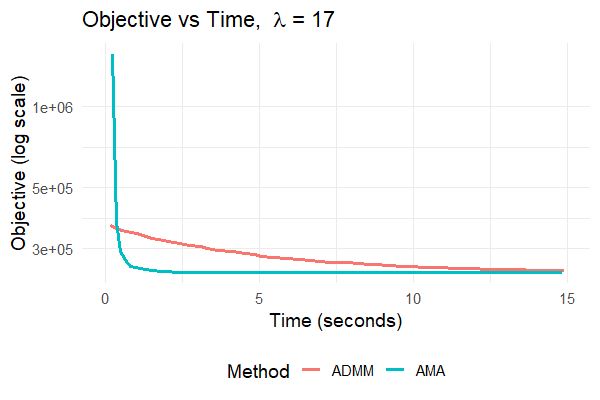 Objective vs Time,  λ = 17
Objective (log scale)
1e+06
5e+05
3e+05
0 5 10 15
Time (seconds)
Method ADMM AMA